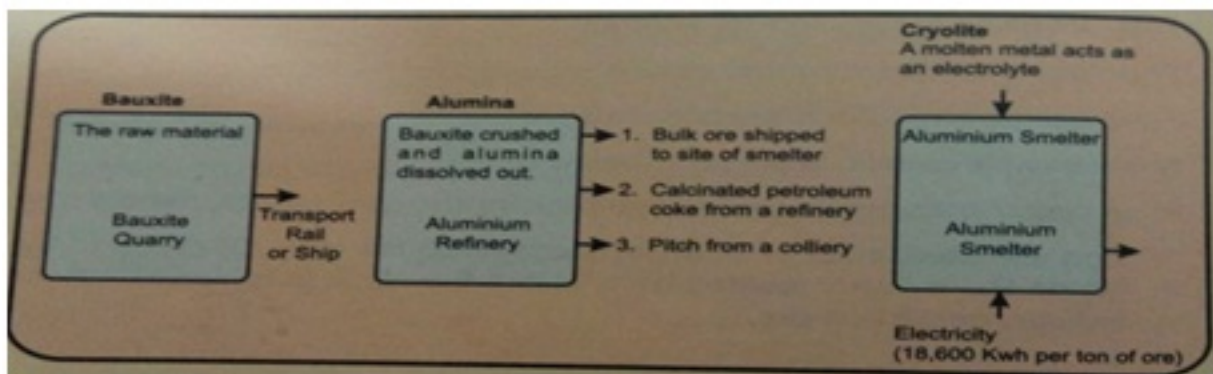 Bauxite
The raw material
Bauxite
Quarry
Transport
Rail
or Ship
Alumina
Bauxite crushed
and alumina
dissolved out.
Aluminium
Refinery
1. Bulk ore shipped
to site of smelter
2. Calcinated petroleum
coke from a refinery
3. Pitch from a colliery
Cryolite
A molten metal acts as
an electrolyte
Aluminium Smelter
Aluminium
Smelter
Electricity
(18,600 Kwh per ton of ore)